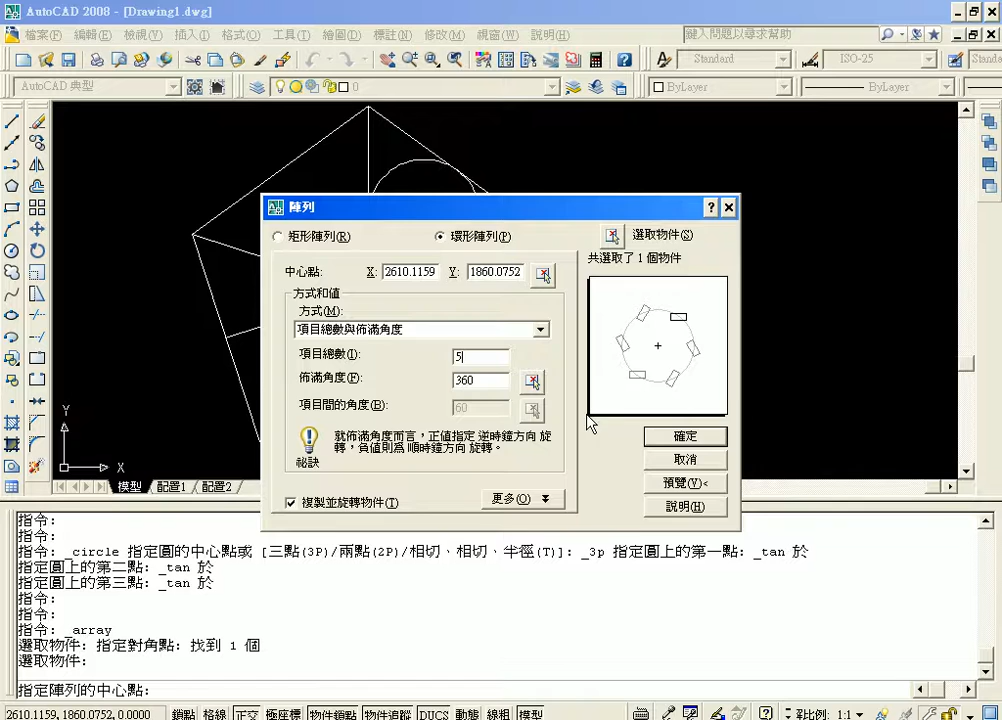 AutoCAD 2008 - [Drawing1.dwg]
檔案(F) 編輯(E) 檢視(V) 插入(I) 格式(O) 工具(T) 繪圖(D) 標註(N) 修改(M) 視窗(W) 說明(H) 鍵入問題以尋求幫助
Standard ISO-25 Standa
AutoCAD 典型 0 ByLayer ByLayer
陣列
矩形陣列(R) 環形陣列(P) 選取物件(S)
共選取了 1 個物件
中心點: X: 2610.1159 Y: 1860.0752
方式和值
方式(M):
項目總數與佈滿角度
項目總數(I): 5
佈滿角度(F): 360
項目間的角度(B): 60
就佈滿角度而言，正值指定 逆時鐘方向 旋
轉，負值則為 順時鐘方向 旋轉。
祕訣
確定
取消
預覽(V)<
說明(H)
複製並旋轉物件(T) 更多(O)
Y
X
模型 配置1 配置2
指令:
指令:
指令: _circle 指定圓的中心點或 [三點(3P)/兩點(2P)/相切、相切、半徑(T)]: _3p 指定圓上的第一點: _tan 於
指定圓上的第二點: _tan 於
指定圓上的第三點: _tan 於
指令:
指令:
指令: _array
選取物件: 指定對角點: 找到 1 個
選取物件:
指定陣列的中心點:
2610.1159, 1860.0752, 0.0000 鎖點 格線 正交 極座標 物件鎖點 物件追蹤 DUCS 動態 線粗 模型 比例: 1:1